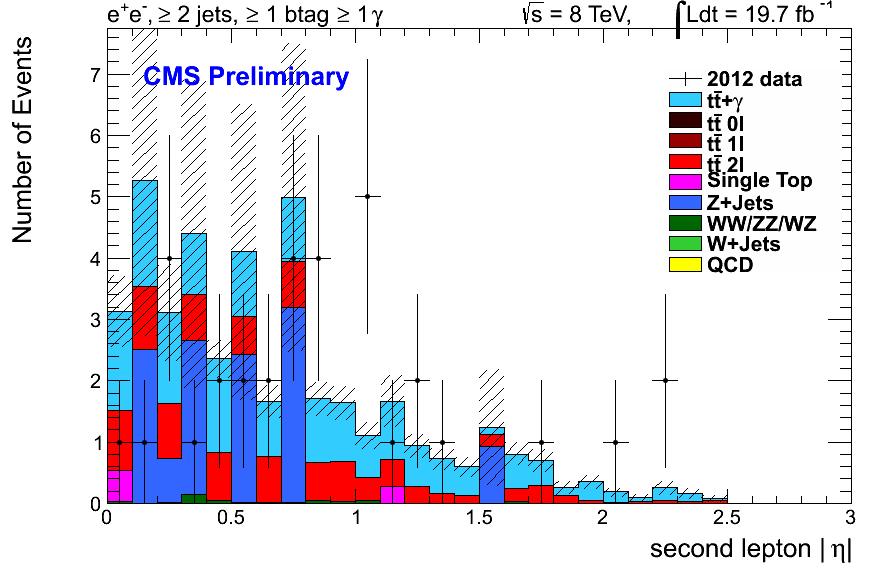 e⁺e⁻, ≥ 2 jets, ≥ 1 btag ≥ 1 γ √s = 8 TeV, ∫Ldt = 19.7 fb⁻¹
Number of Events
CMS Preliminary
2012 data
tt̄+γ
tt̄ 0l
tt̄ 1l
tt̄ 2l
Single Top
Z+Jets
WW/ZZ/WZ
W+Jets
QCD
7
6
5
4
3
2
1
0
0 0.5 1 1.5 2 2.5 3
second lepton |η|